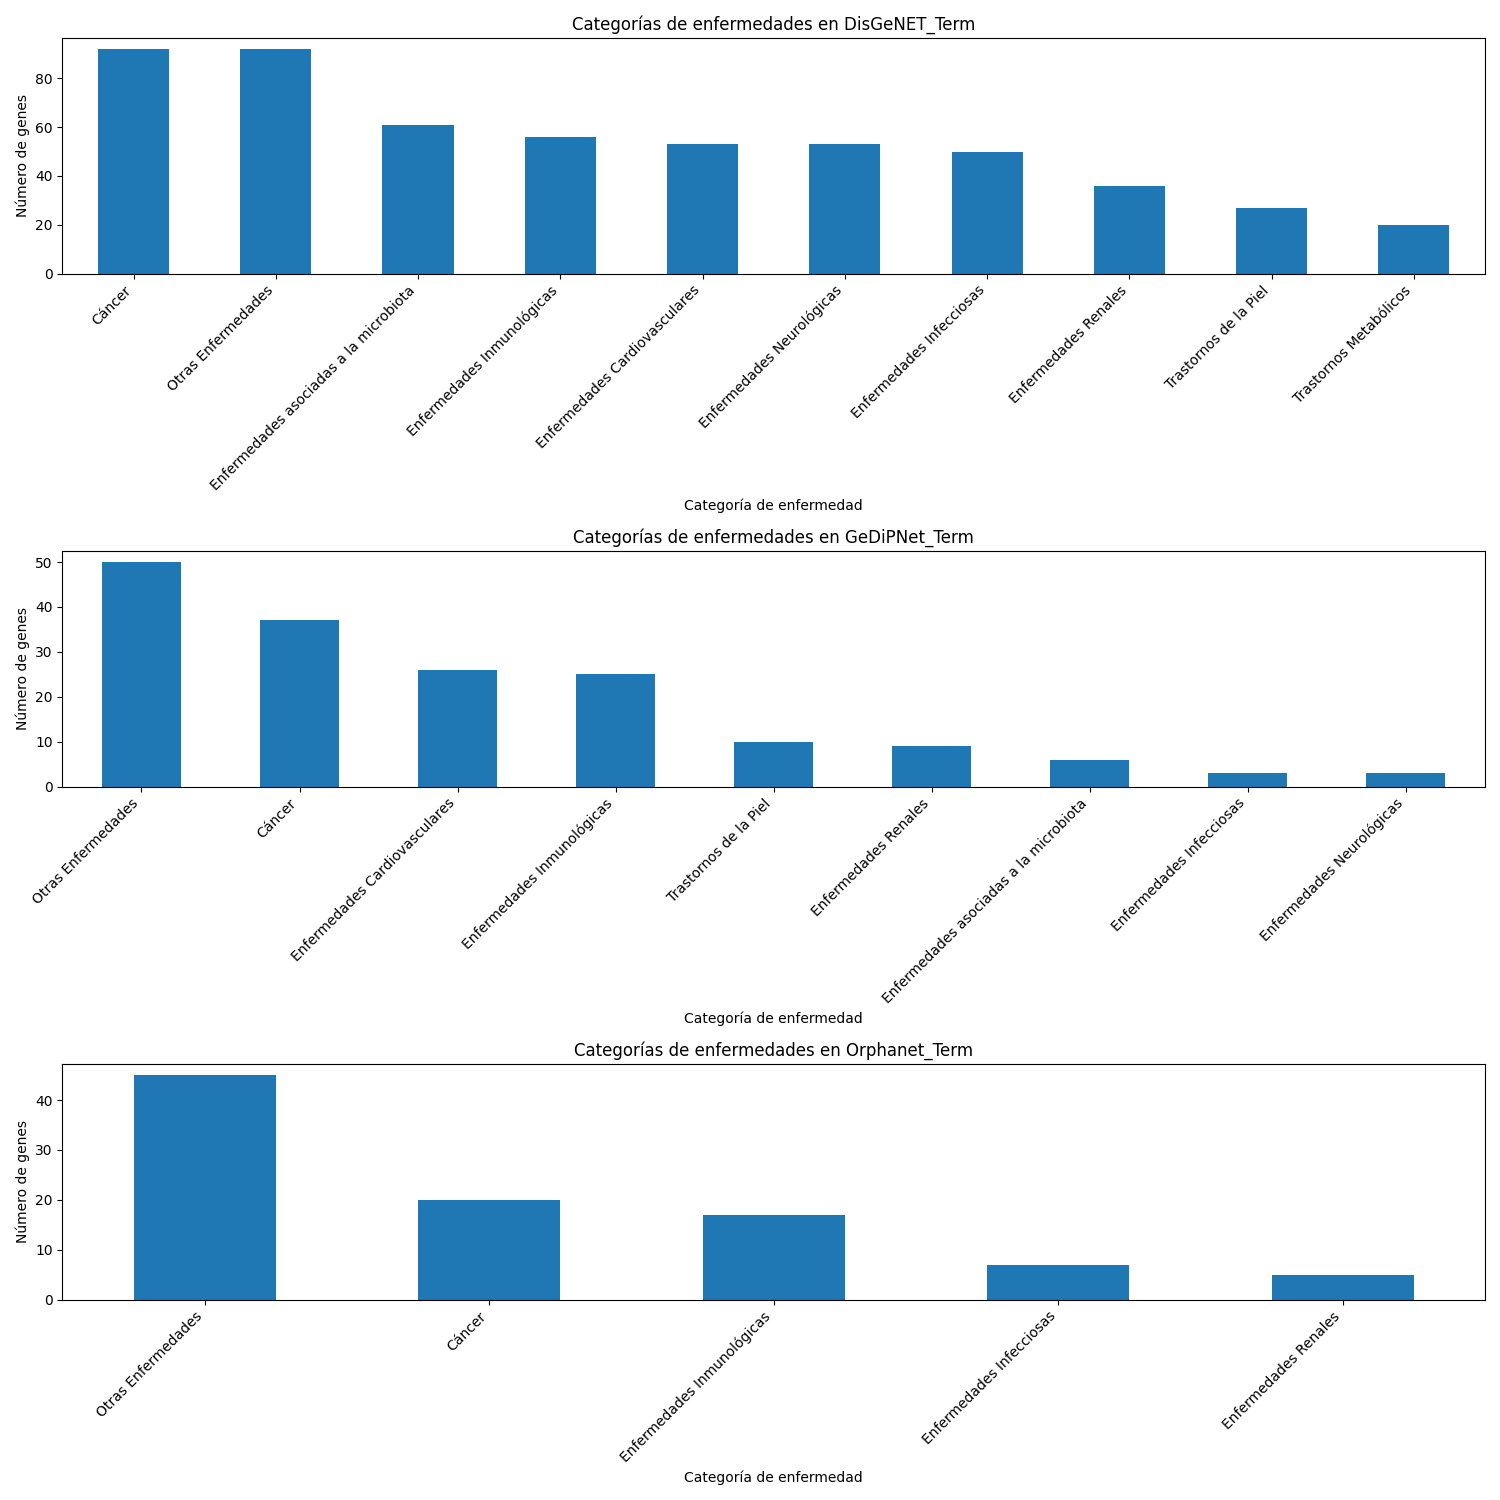 Categorías de enfermedades en DisGeNET_Term
Número de genes
80
60
40
20
0
Cáncer
Otras Enfermedades
Enfermedades asociadas a la microbiota
Enfermedades Inmunológicas
Enfermedades Cardiovasculares
Enfermedades Neurológicas
Enfermedades Infecciosas
Enfermedades Renales
Trastornos de la Piel
Trastornos Metabólicos
Categoría de enfermedad
Categorías de enfermedades en GeDiPNet_Term
Número de genes
50
40
30
20
10
0
Otras Enfermedades
Cáncer
Enfermedades Cardiovasculares
Enfermedades Inmunológicas
Trastornos de la Piel
Enfermedades Renales
Enfermedades asociadas a la microbiota
Enfermedades Infecciosas
Enfermedades Neurológicas
Categoría de enfermedad
Categorías de enfermedades en Orphanet_Term
Número de genes
40
30
20
10
0
Otras Enfermedades
Cáncer
Enfermedades Inmunológicas
Enfermedades Infecciosas
Enfermedades Renales
Categoría de enfermedad